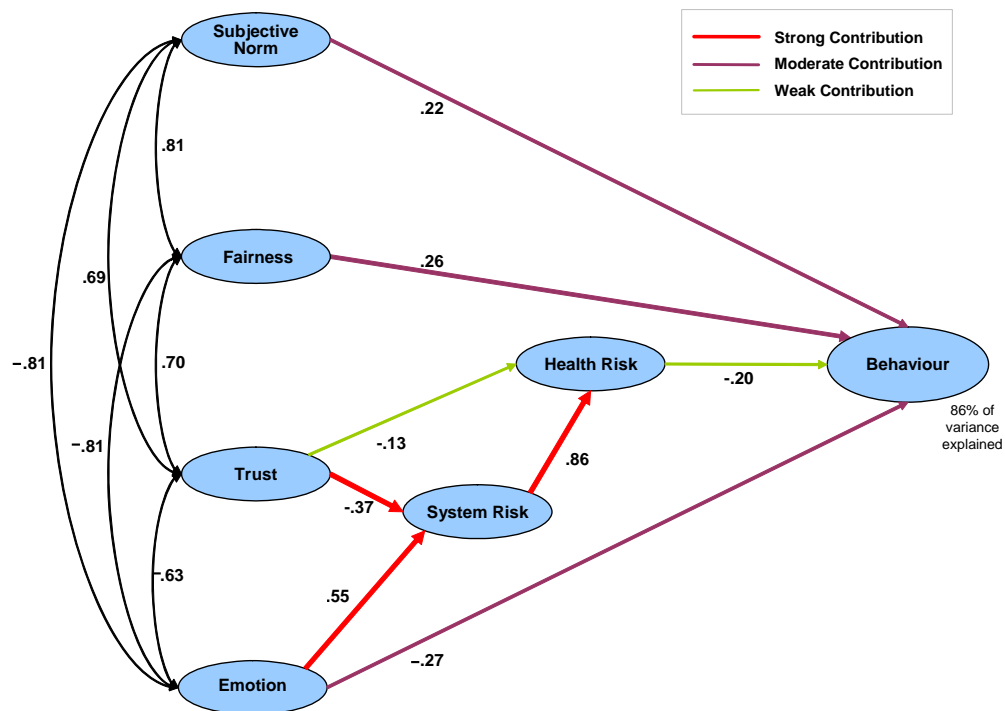 Subjective
Norm
Strong Contribution
Moderate Contribution
Weak Contribution
.22
.81
Fairness
.26
.69
−.81
.70
Health Risk
-.20
Behaviour
86% of
variance
explained
−.81
-.13
.86
Trust
-.37
System Risk
-.63
.55
−.27
Emotion